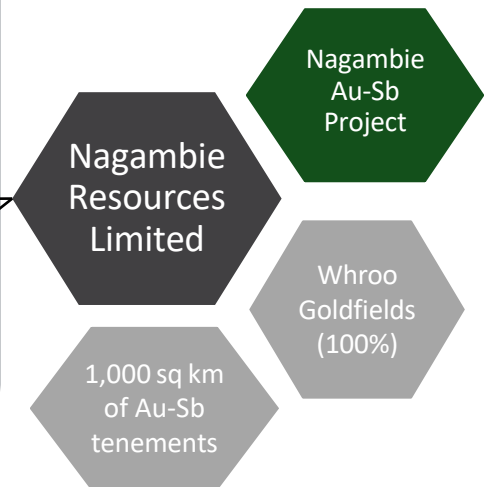 Nagambie
Au-Sb
Project
Nagambie
Resources
Limited
Whroo
Goldfields
(100%)
1,000 sq km
of Au-Sb
tenements